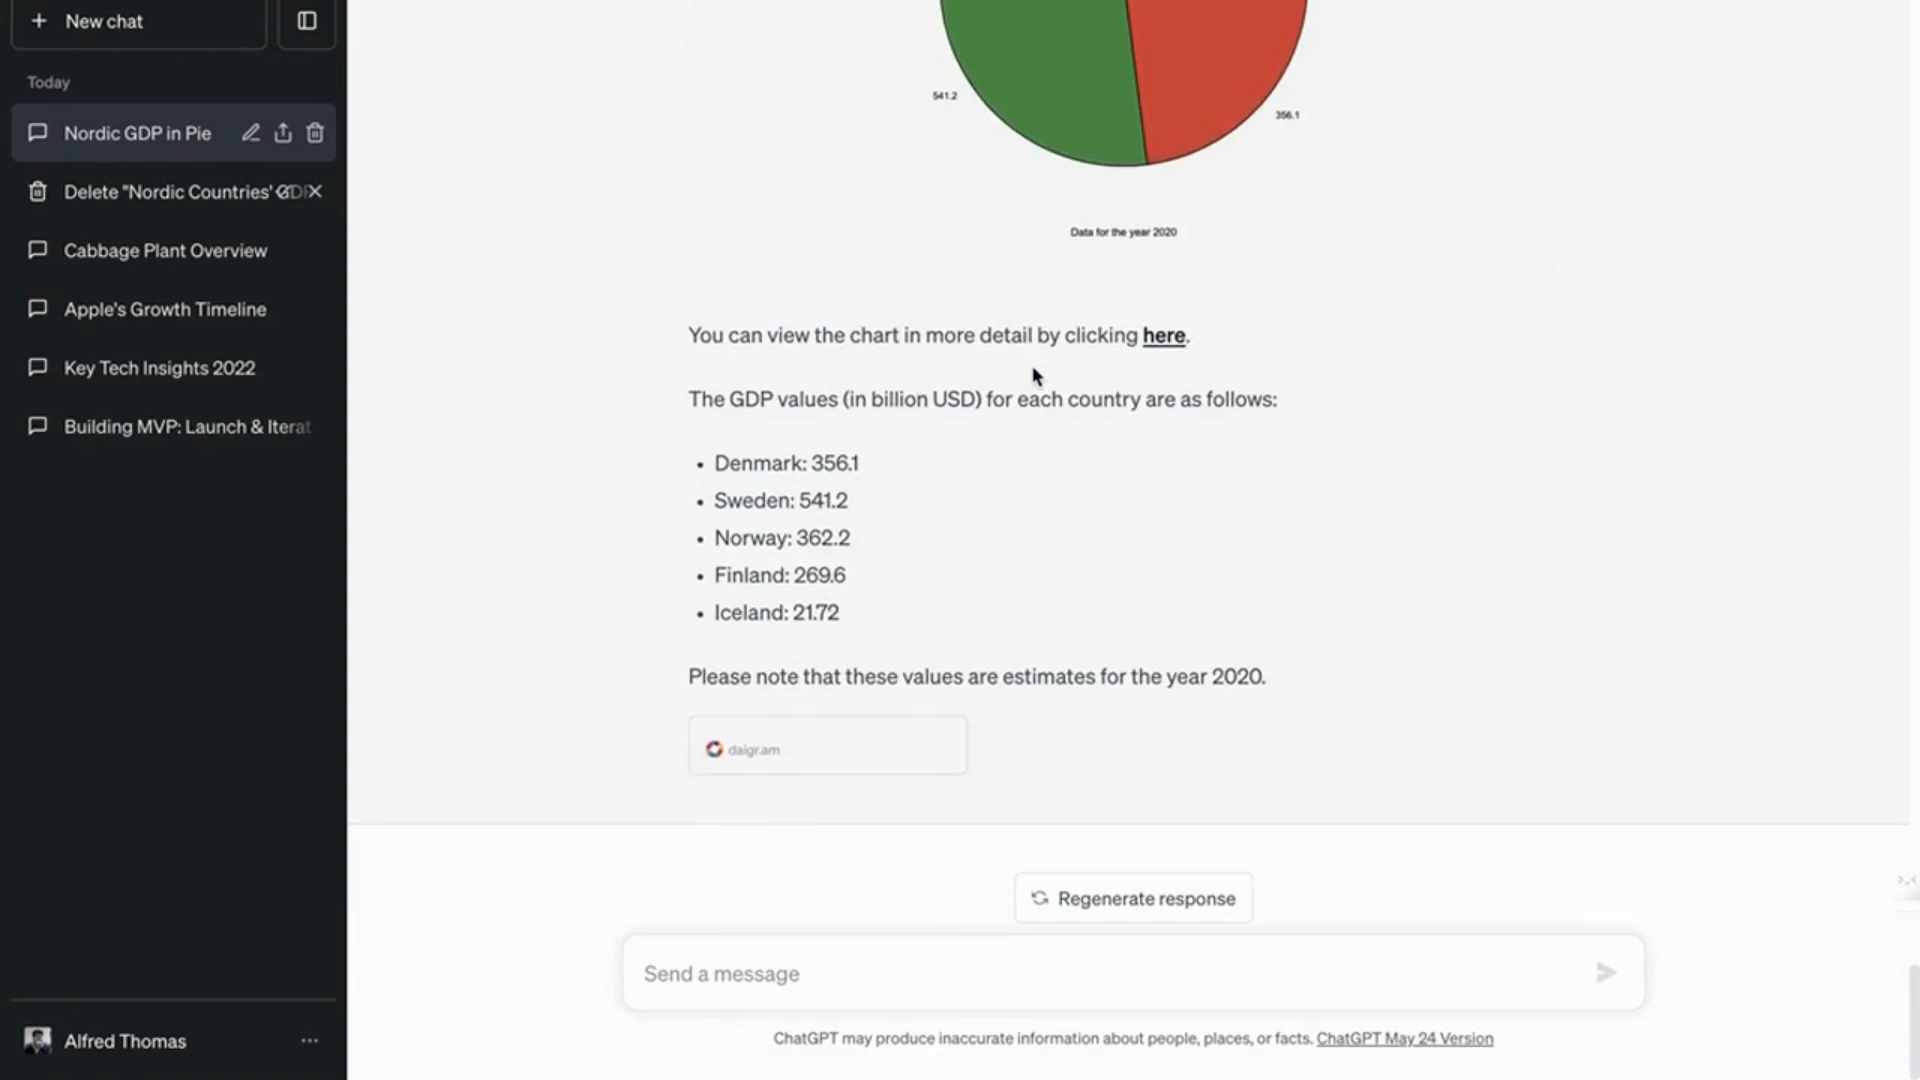 New chat
Today
Nordic GDP in Pie
Delete "Nordic Countries'
Cabbage Plant Overview
Apple's Growth Timeline
Key Tech Insights 2022
Building MVP: Launch & Iterat
Alfred Thomas
541.2
356.1
Data for the year 2020
You can view the chart in more detail by clicking here.
The GDP values (in billion USD) for each country are as follows:
• Denmark: 356.1
• Sweden: 541.2
• Norway: 362.2
• Finland: 269.6
• Iceland: 21.72
Please note that these values are estimates for the year 2020.
daigr.am
Regenerate response
Send a message
ChatGPT may produce inaccurate information about people, places, or facts. ChatGPT May 24 Version